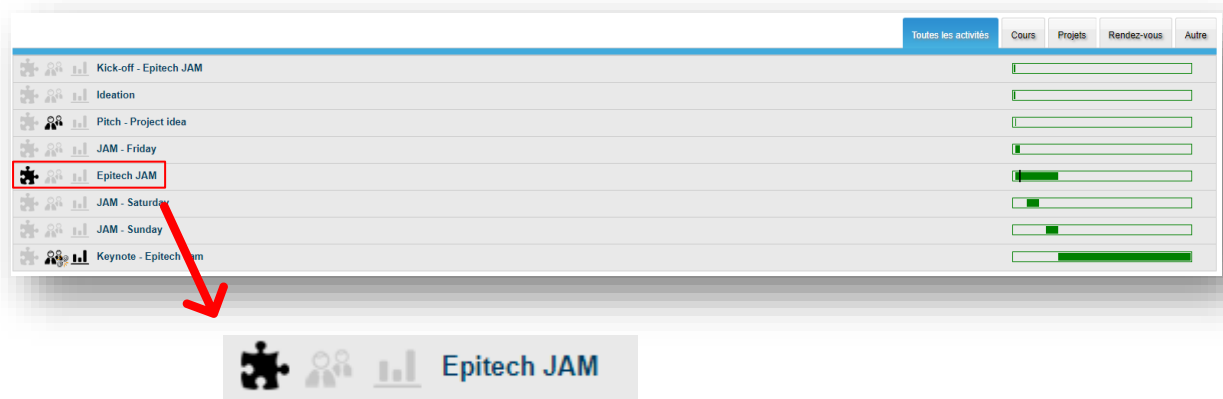 Toutes les activités Cours Projets Rendez-vous Autre
Kick-off - Epitech JAM
Ideation
Pitch - Project idea
JAM - Friday
Epitech JAM
JAM - Saturday
JAM - Sunday
Keynote - Epitech Jam
Epitech JAM